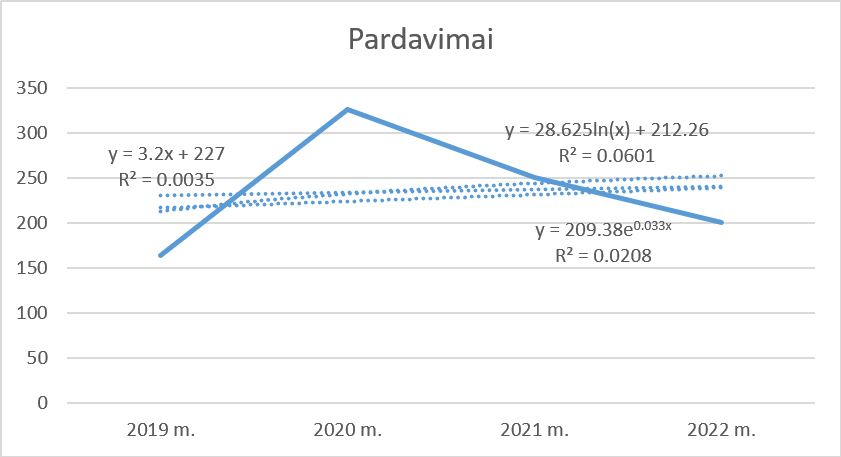 Pardavimai
350
300
250
200
150
100
50
0
y = 3.2x + 227
R² = 0.0035
y = 28.625ln(x) + 212.26
R² = 0.0601
y = 209.38e^0.033x
R² = 0.0208
2019 m.
2020 m.
2021 m.
2022 m.